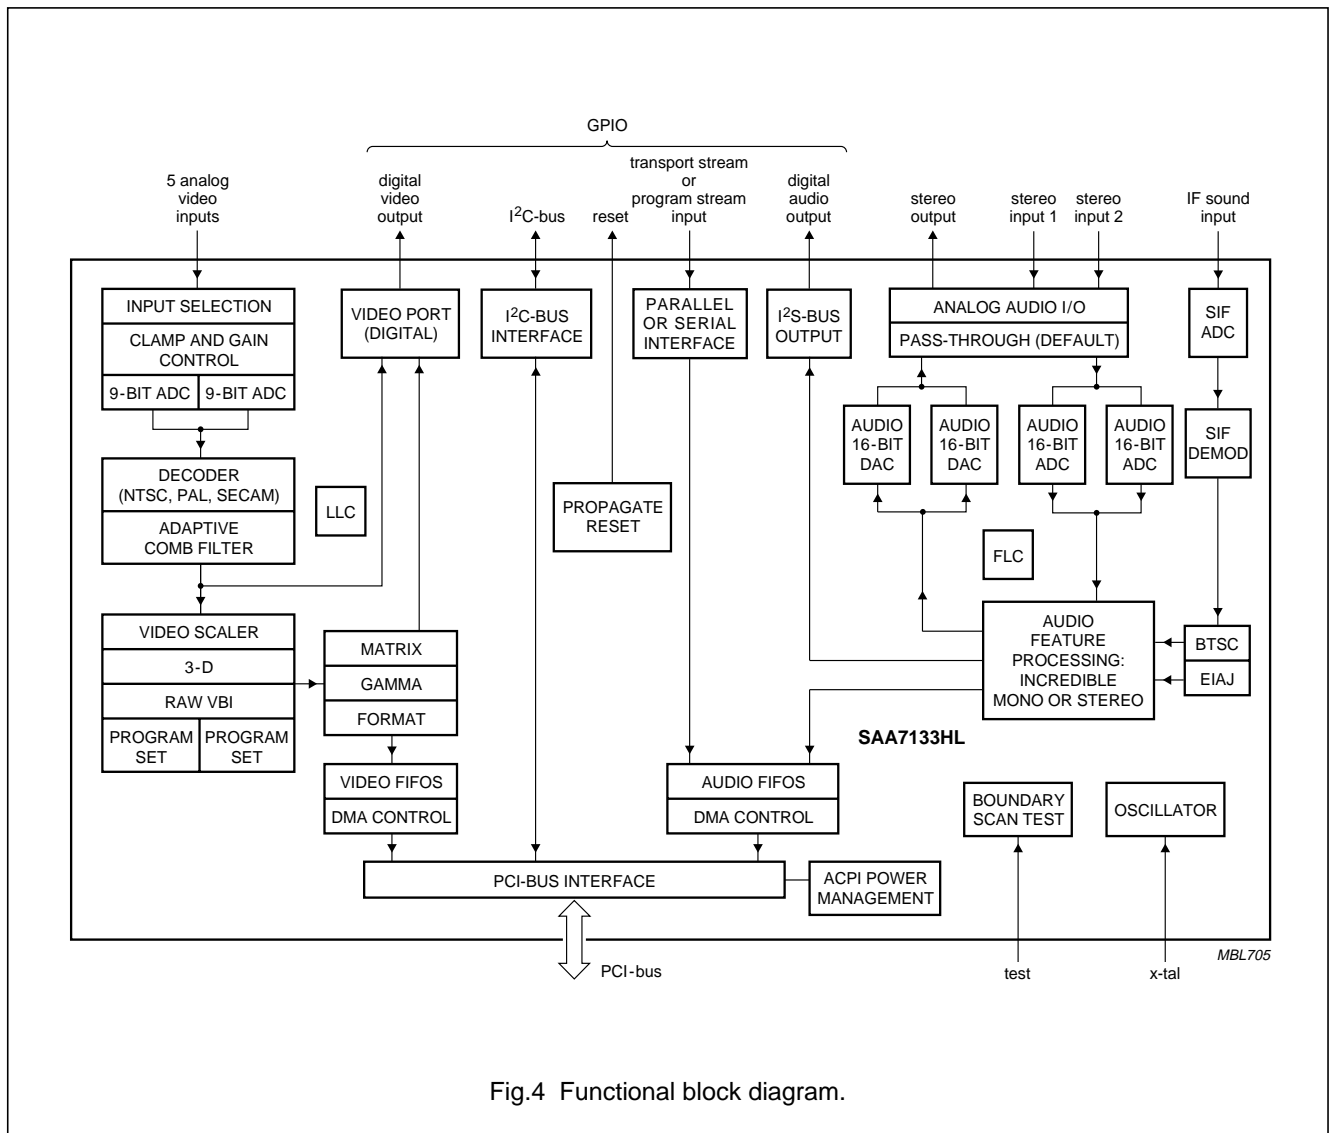 GPIO
5 analog
video
inputs
digital
video
output
I2C-bus
reset
transport stream
or
program stream
input
digital
audio
output
stereo
output
stereo
input 1
stereo
input 2
IF sound
input
INPUT SELECTION
CLAMP AND GAIN
CONTROL
9-BIT ADC
9-BIT ADC
VIDEO PORT
(DIGITAL)
I2C-BUS
INTERFACE
PARALLEL
OR SERIAL
INTERFACE
I2S-BUS
OUTPUT
ANALOG AUDIO I/O
PASS-THROUGH (DEFAULT)
SIF
ADC
DECODER
(NTSC, PAL, SECAM)
ADAPTIVE
COMB FILTER
LLC
PROPAGATE
RESET
AUDIO
16-BIT
DAC
AUDIO
16-BIT
DAC
AUDIO
16-BIT
ADC
AUDIO
16-BIT
ADC
SIF
DEMOD
FLC
VIDEO SCALER
3-D
RAW VBI
PROGRAM
SET
PROGRAM
SET
MATRIX
GAMMA
FORMAT
AUDIO
FEATURE
PROCESSING:
INCREDIBLE
MONO OR STEREO
BTSC
EIAJ
SAA7133HL
VIDEO FIFOS
DMA CONTROL
AUDIO FIFOS
DMA CONTROL
BOUNDARY
SCAN TEST
OSCILLATOR
PCI-BUS INTERFACE
ACPI POWER
MANAGEMENT
PCI-bus
test
x-tal
MBL705
Fig.4 Functional block diagram.